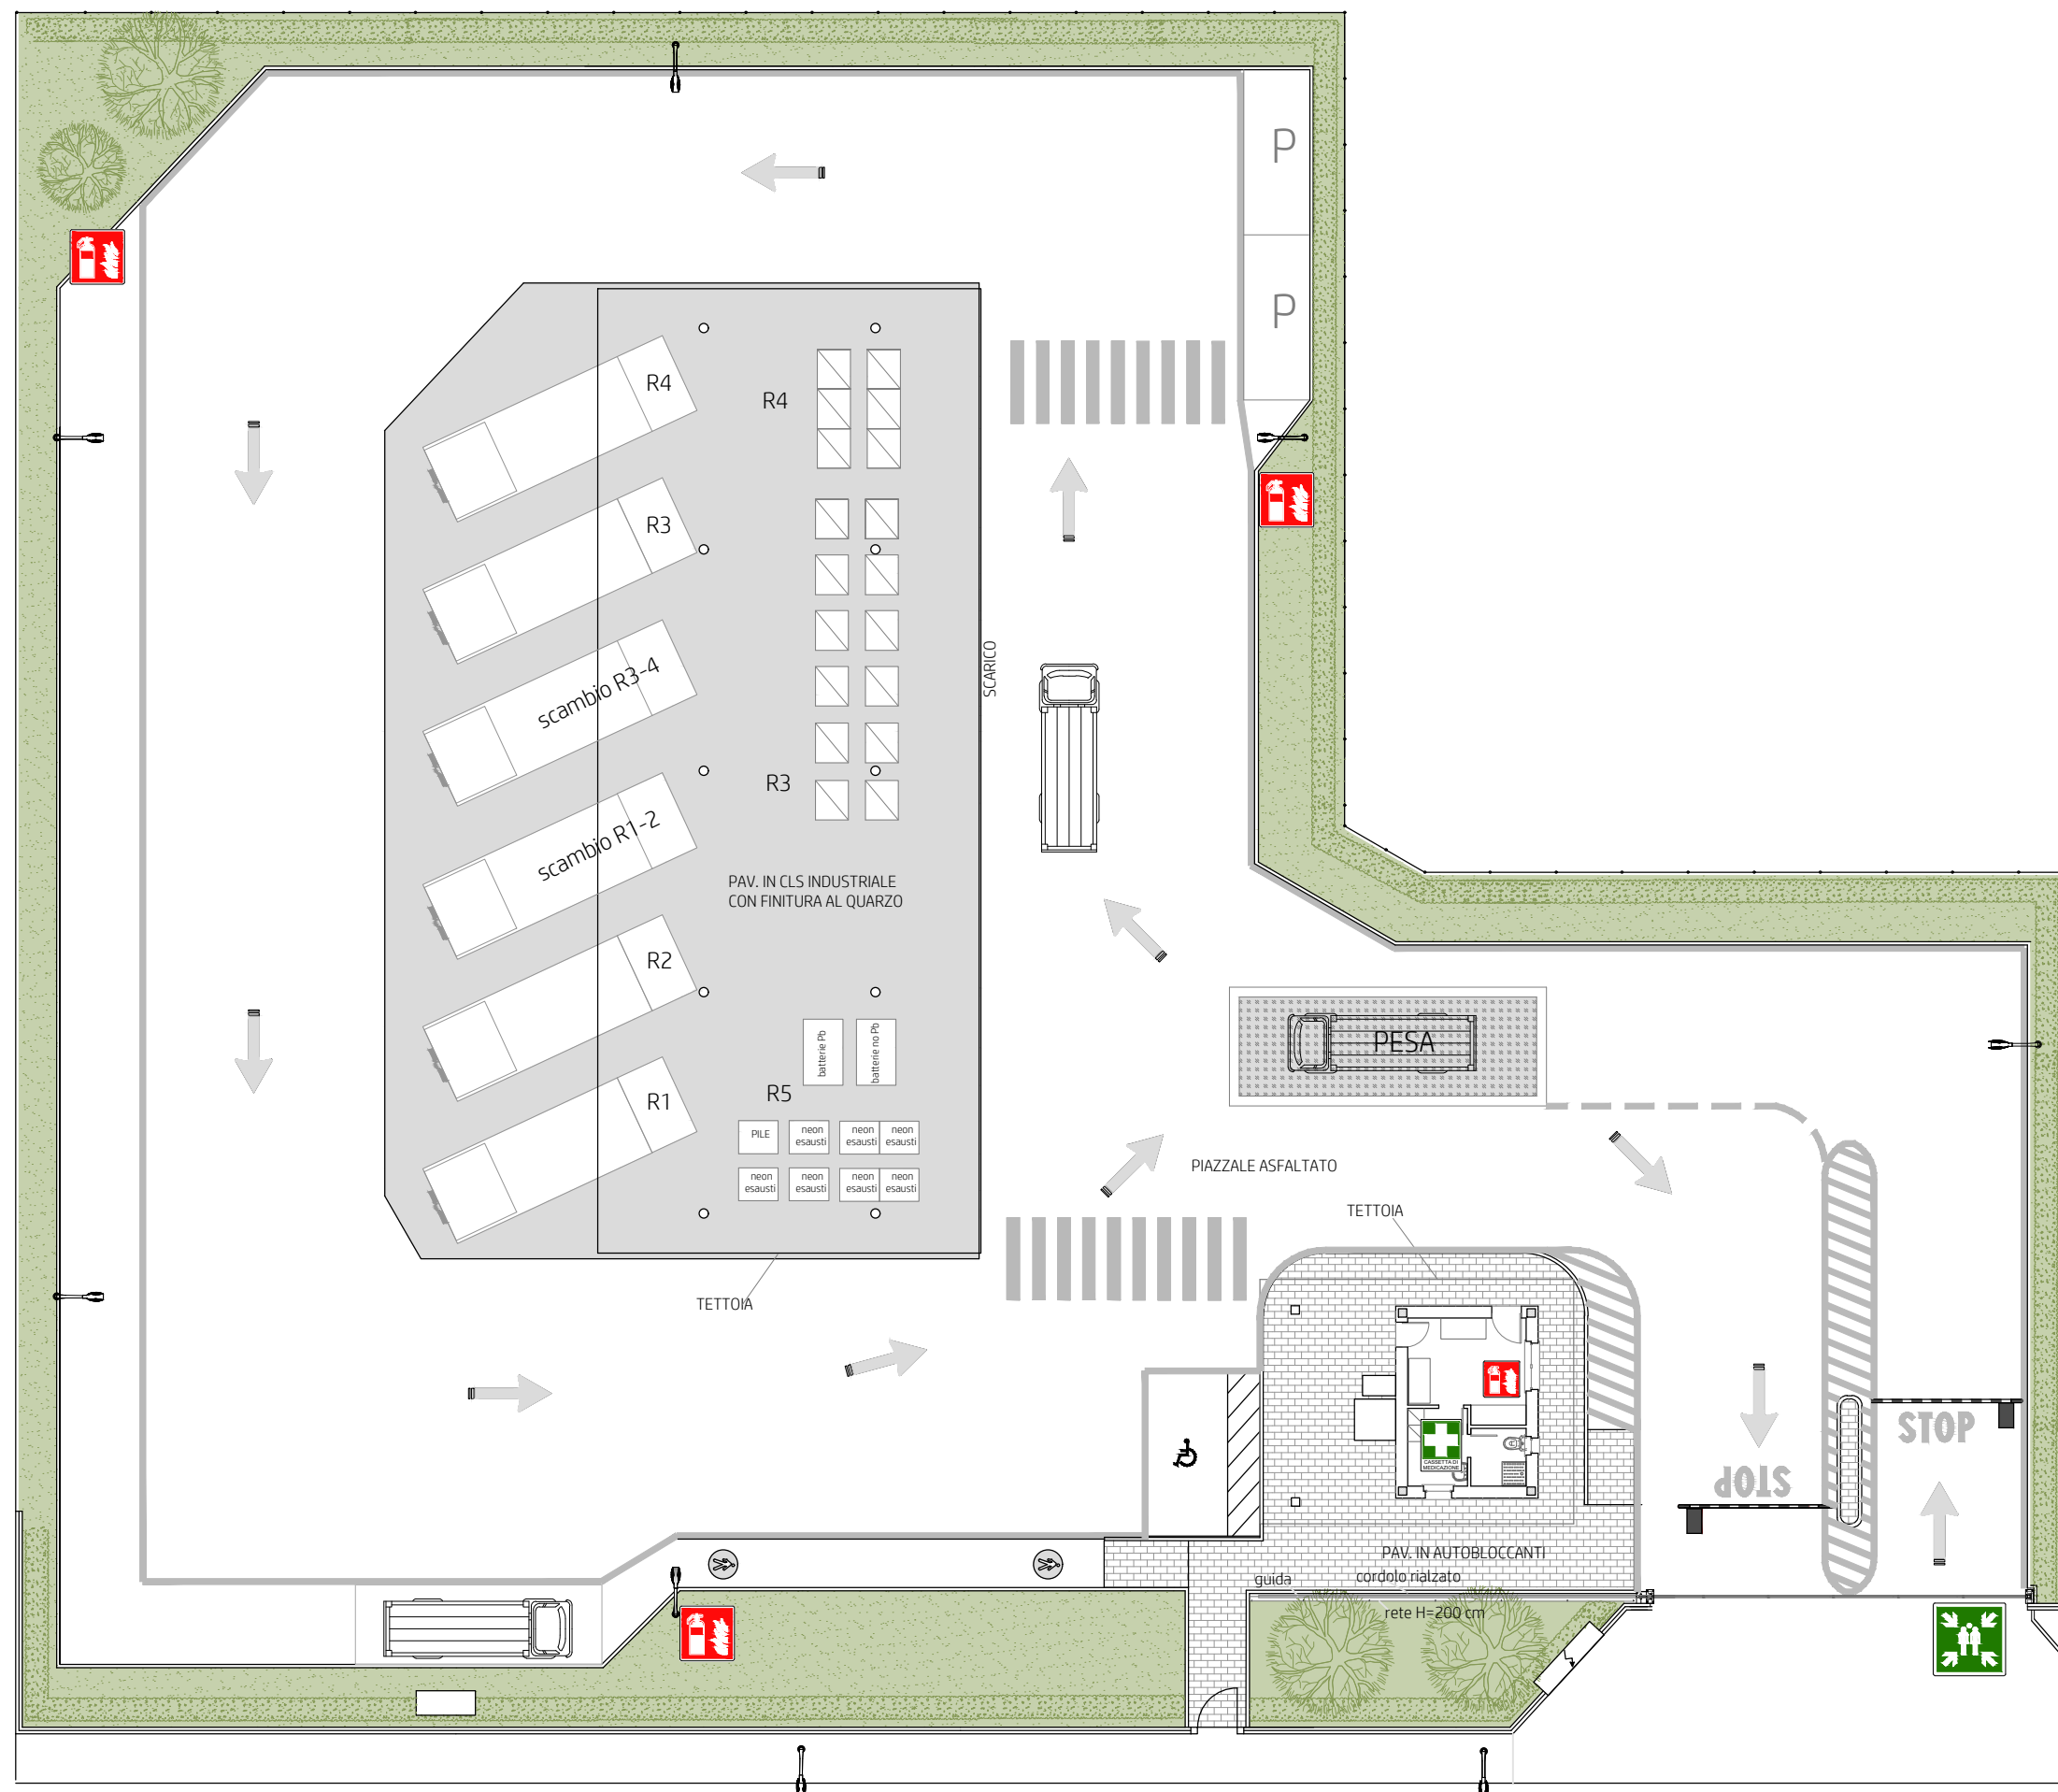 P
P
R4
R4
R3
scambio R3-4
SCARICO
R3
scambio R1-2
PAV. IN CLS INDUSTRIALE
CON FINITURA AL QUARZO
R2
batterie Pb
batterie no Pb
PESA
R5
R1
PILE
neon
esausti
neon
esausti
neon
esausti
neon
esausti
neon
esausti
neon
esausti
neon
esausti
PIAZZALE ASFALTATO
TETTOIA
TETTOIA
STOP
CASSETTA DI
MEDICAZIONE
STOP
PAV. IN AUTOBLOCCANTI
guida
cordolo rialzato
rete H=200 cm